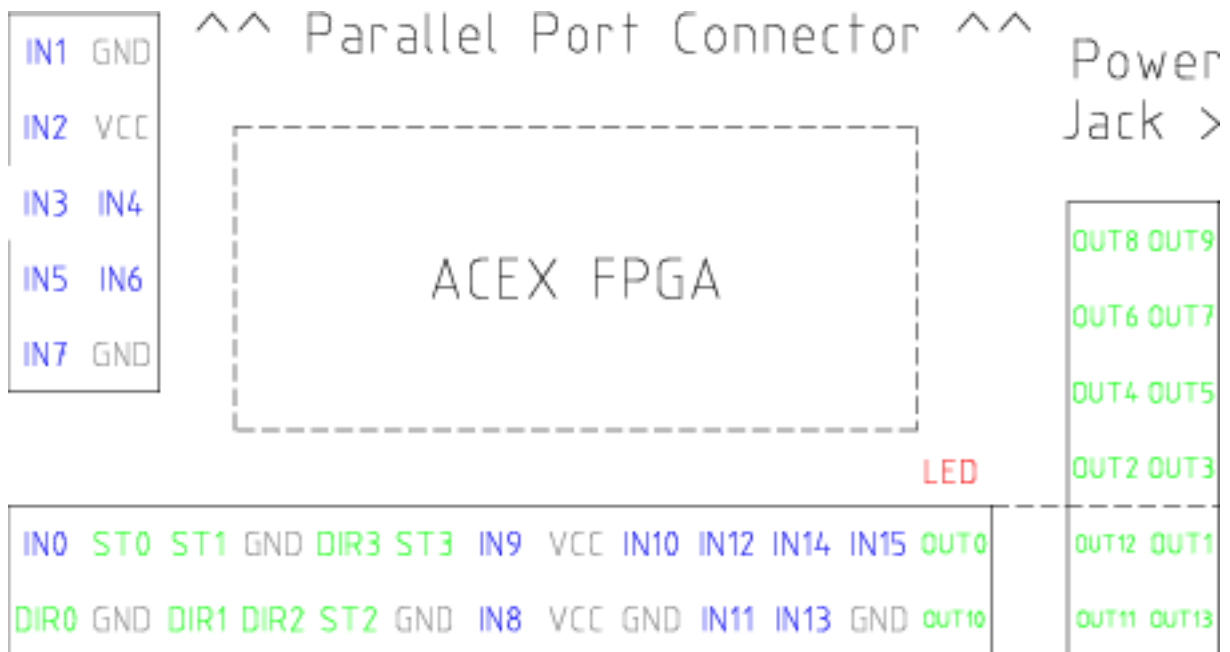 ^^ Parallel Port Connector ^^
Power
Jack >
IN1 GND
IN2 VCC
IN3 IN4
IN5 IN6
IN7 GND
ACEX FPGA
OUT8 OUT9
OUT6 OUT7
OUT4 OUT5
OUT2 OUT3
OUT12 OUT1
OUT11 OUT13
LED
IN0 ST0 ST1 GND DIR3 ST3 IN9 VCC IN10 IN12 IN14 IN15 OUT0
DIR0 GND DIR1 DIR2 ST2 GND IN8 VCC GND IN11 IN13 GND OUT10